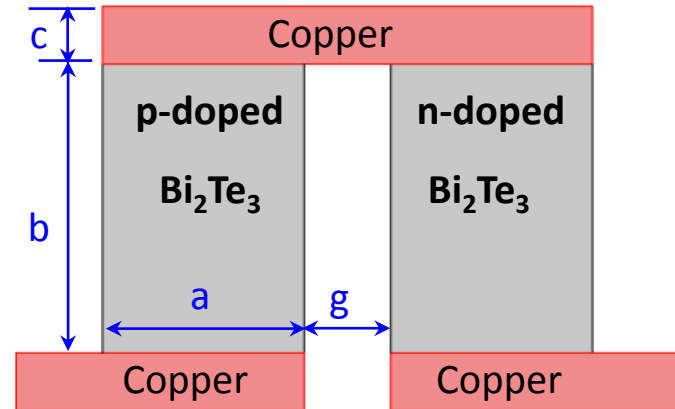 c
Copper
p-doped
n-doped
Bi₂Te₃
Bi₂Te₃
b
a
g
Copper
Copper